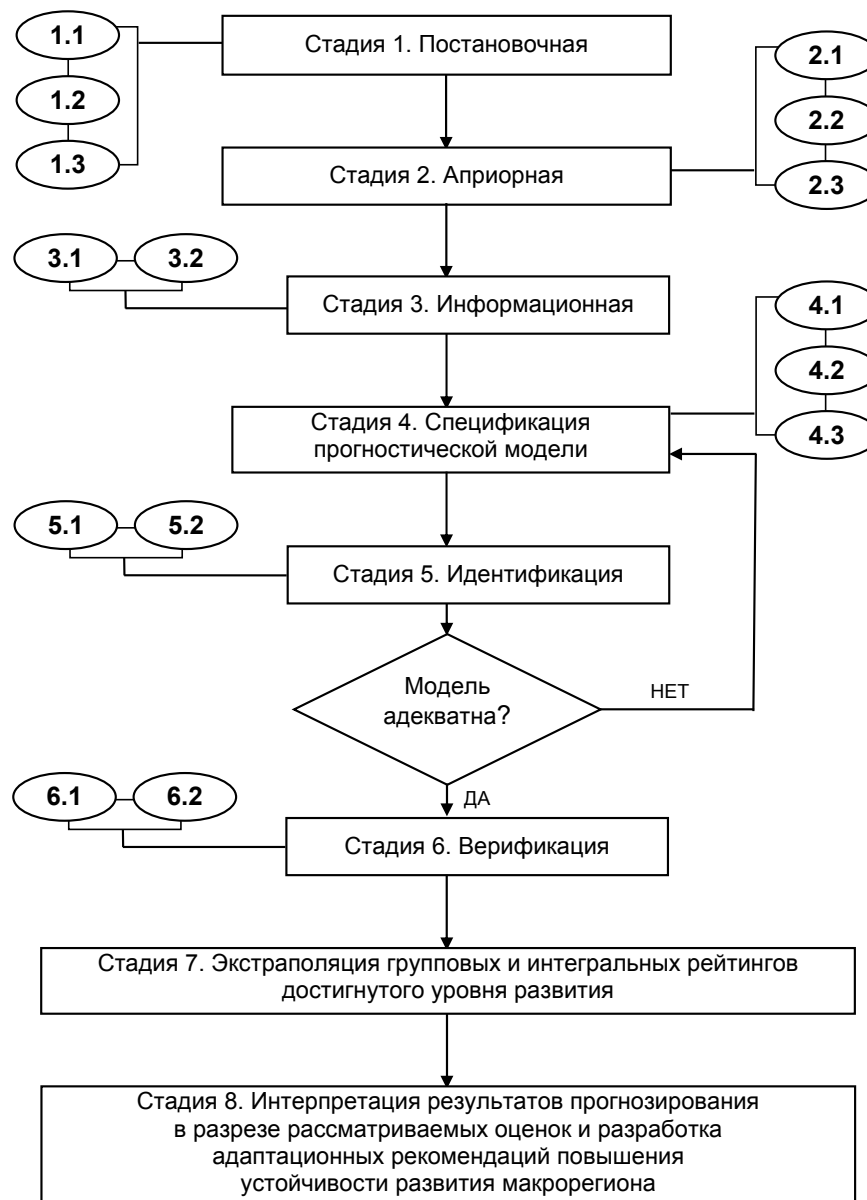 1.1
Стадия 1. Постановочная
2.1
1.2
2.2
1.3
Стадия 2. Априорная
2.3
3.1
3.2
Стадия 3. Информационная
4.1
4.2
Стадия 4. Спецификация
прогностической модели
4.3
5.1
5.2
Стадия 5. Идентификация
Модель
адекватна?
НЕТ
6.1
6.2
ДА
Стадия 6. Верификация
Стадия 7. Экстраполяция групповых и интегральных рейтингов
достигнутого уровня развития
Стадия 8. Интерпретация результатов прогнозирования
в разрезе рассматриваемых оценок и разработка
адаптационных рекомендаций повышения
устойчивости развития макрорегиона